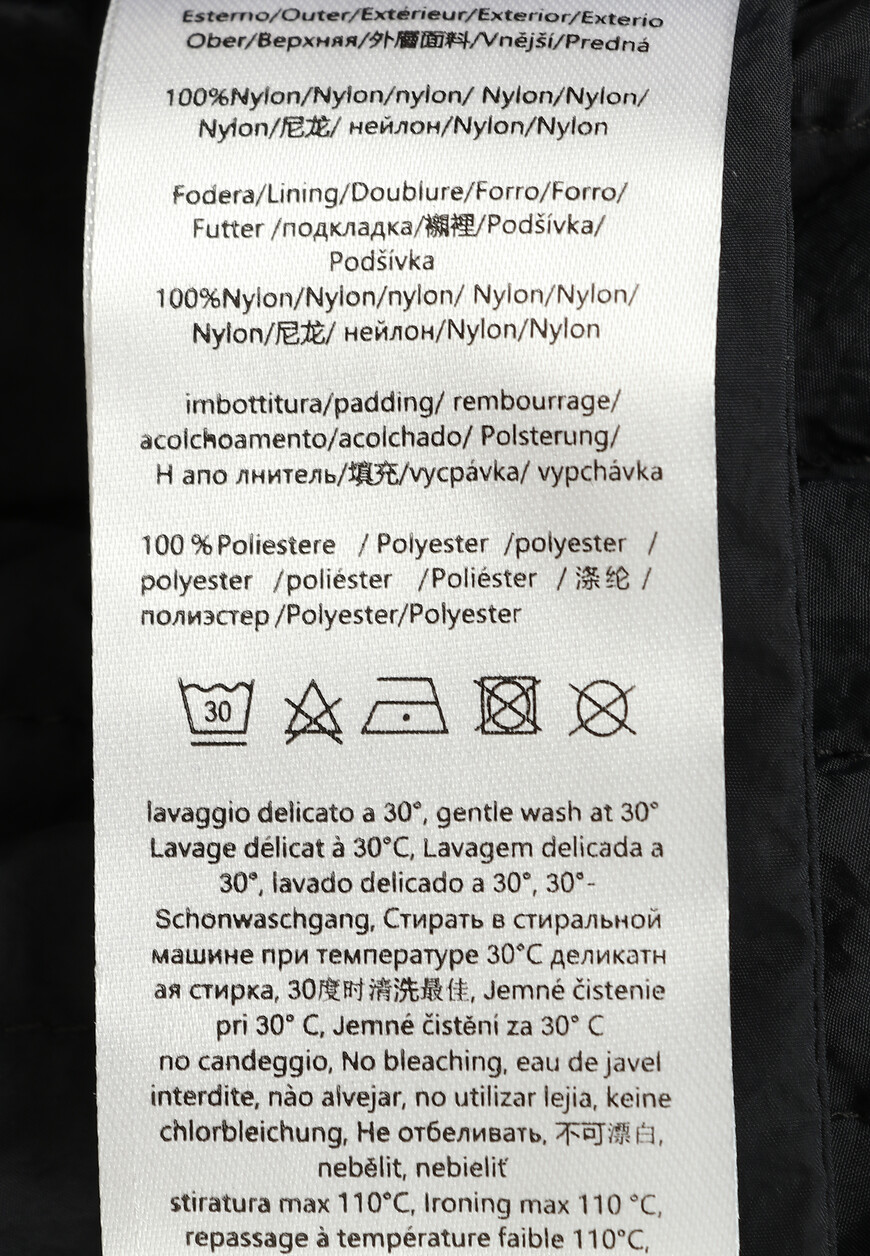 Esterno/Outer/Extérieur/Exterior/Exterio
Ober/Верхняя/外層面料/Vnější/Predná
100%Nylon/Nylon/nylon/ Nylon/Nylon/
Nylon/尼龙/ нейлон/Nylon/Nylon
Fodera/Lining/Doublure/Forro/Forro/
Futter /подкладка/襯裡/Podšívka/
Podšívka
100%Nylon/Nylon/nylon/ Nylon/Nylon/
Nylon/尼龙/ нейлон/Nylon/Nylon
imbottitura/padding/ rembourrage/
acolchoamento/acolchado/ Polsterung/
Н апо лнитель/填充/vycpávka/ vypchávka
100 % Poliestere / Polyester /polyester /
polyester /poliéster /Poliéster / 涤纶 /
полиэстер /Polyester/Polyester
30
lavaggio delicato a 30°, gentle wash at 30°
Lavage délicat à 30°C, Lavagem delicada a
30°, lavado delicado a 30°, 30°-
Schonwaschgang, Стирать в стиральной
машине при температуре 30°C деликатн
ая стирка, 30度时清洗最佳, Jemné čistenie
pri 30° C, Jemné čistění za 30° C
no candeggio, No bleaching, eau de javel
interdite, nào alvejar, no utilizar lejia, keine
chlorbleichung, Не отбеливать, 不可漂白,
nebělit, nebieliť
stiratura max 110°C, Ironing max 110 °C,
repassage à température faible 110°C,